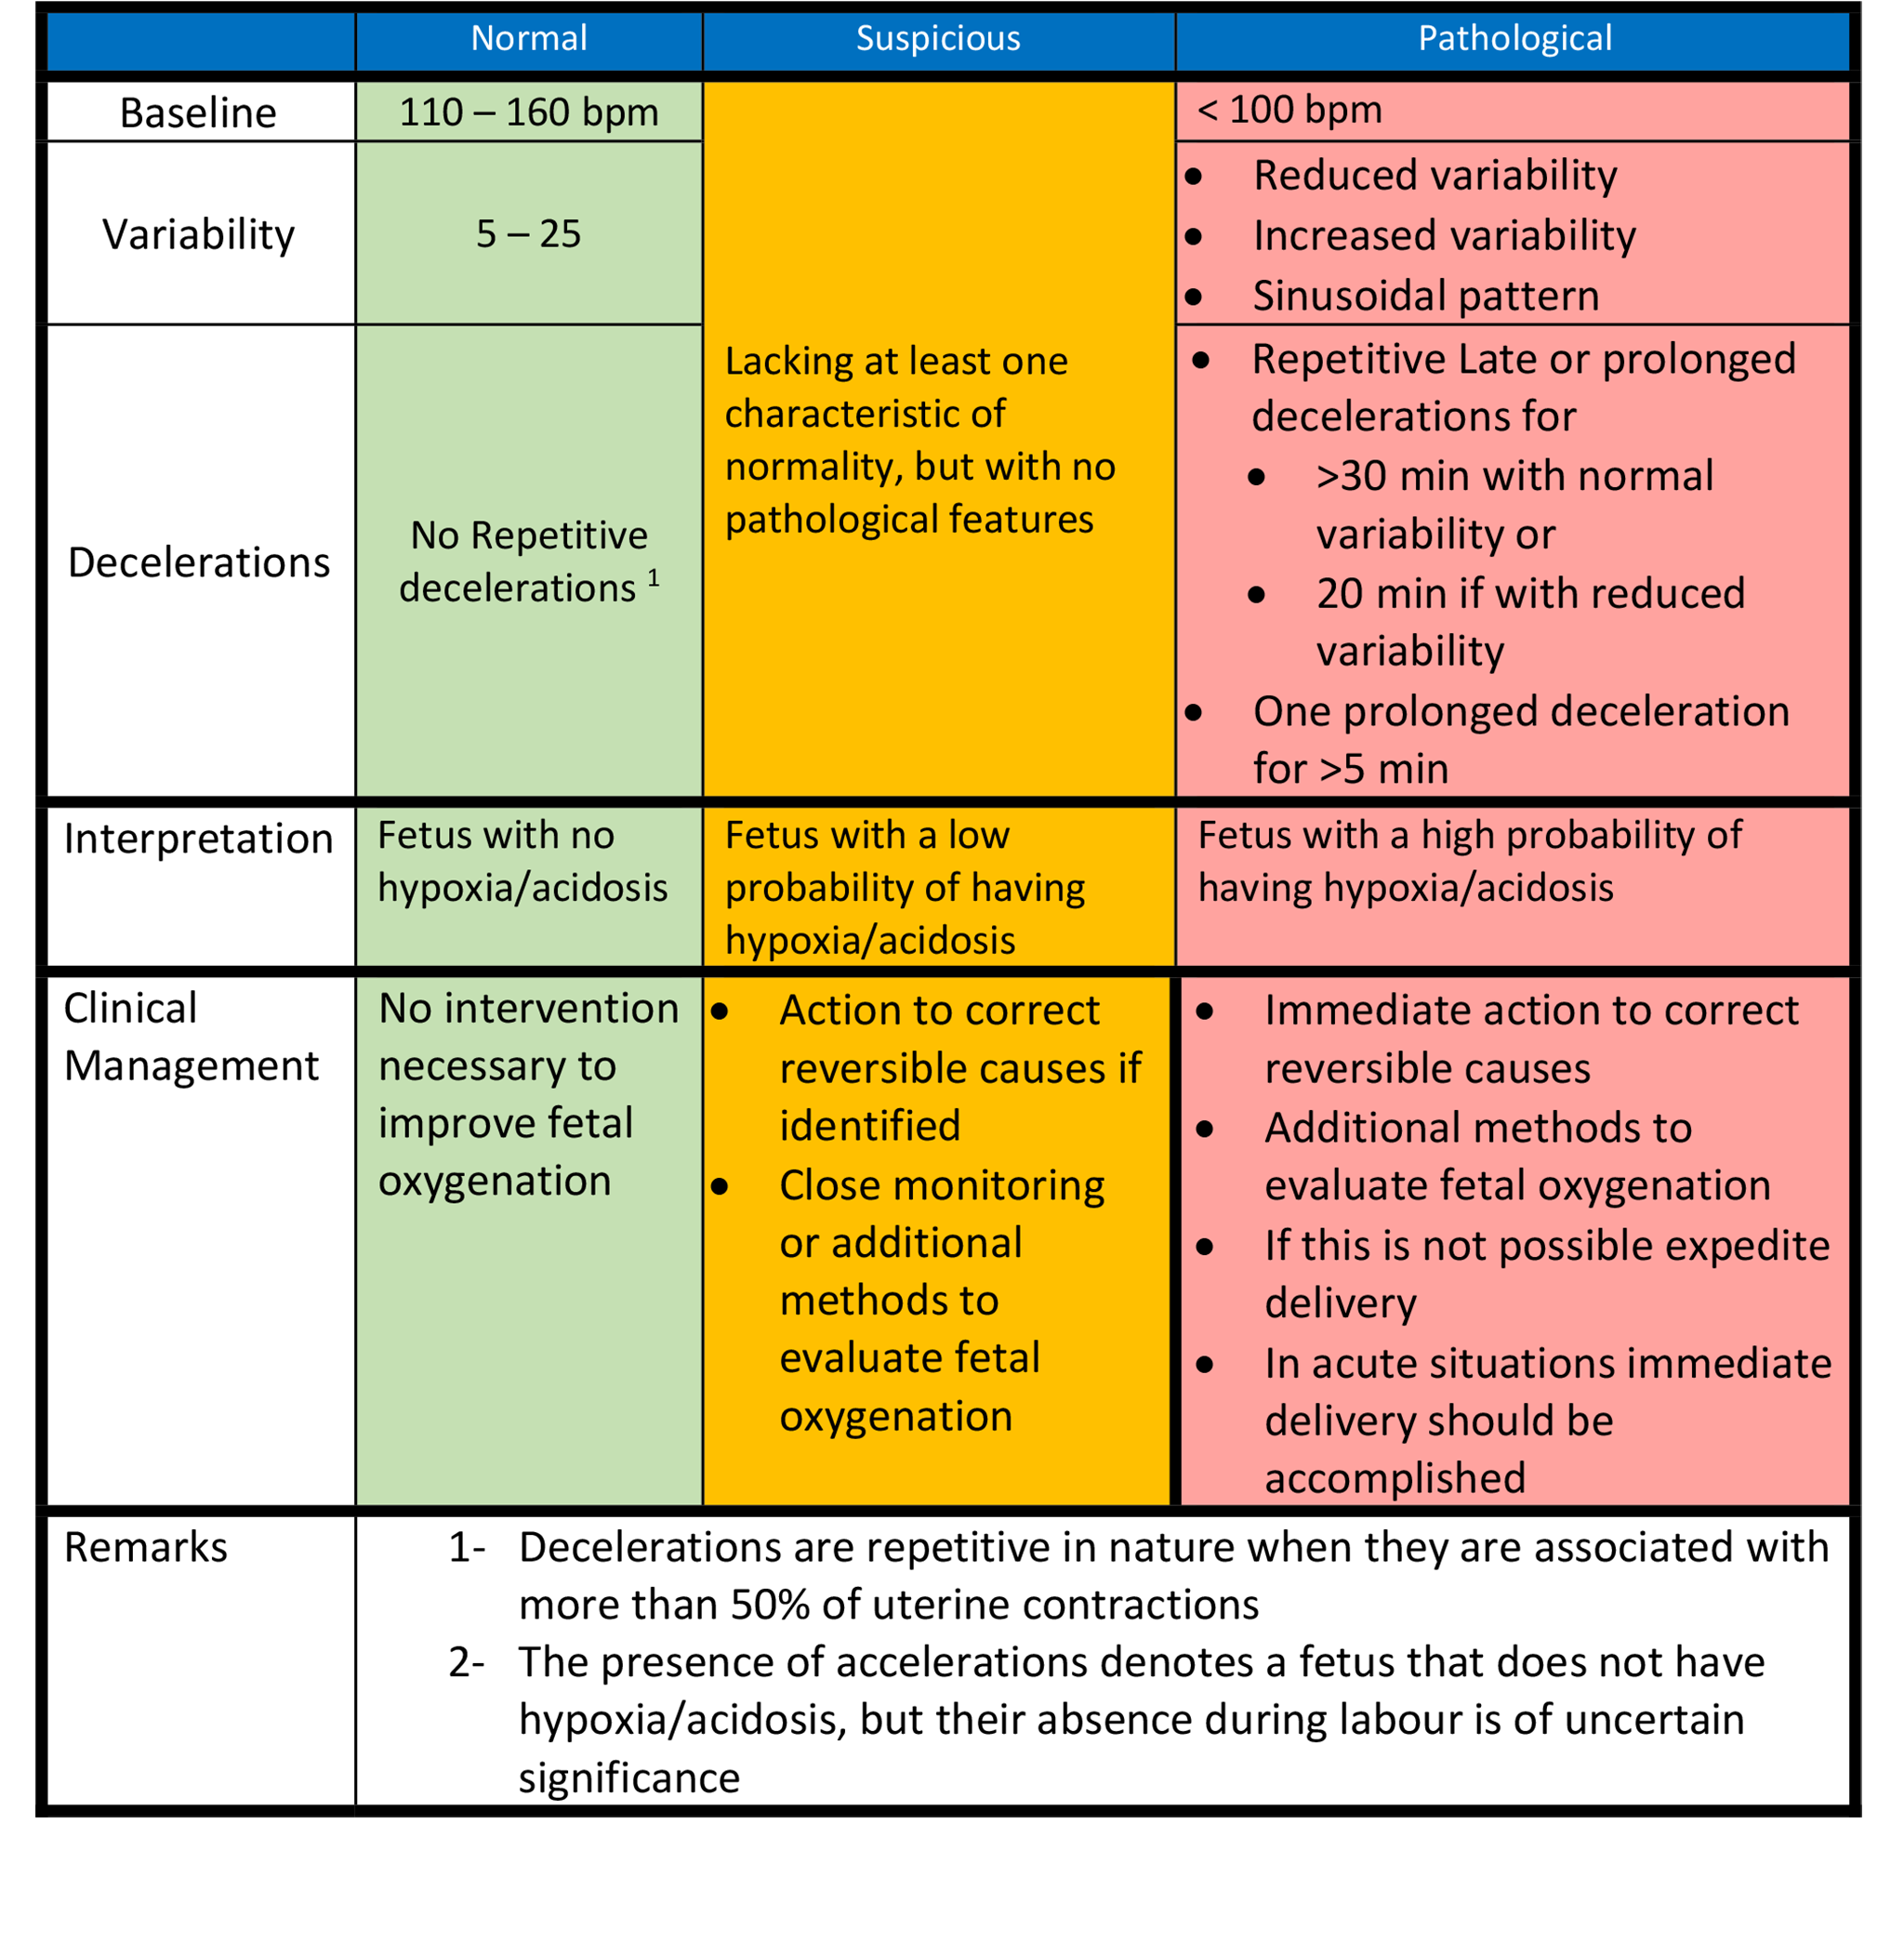 Normal
Suspicious
Pathological
Baseline
110 – 160 bpm
Lacking at least one
characteristic of
normality, but with no
pathological features
< 100 bpm
Variability
5 – 25
• Reduced variability
• Increased variability
• Sinusoidal pattern
Decelerations
No Repetitive
decelerations ¹
• Repetitive Late or prolonged
decelerations for
• >30 min with normal
variability or
• 20 min if with reduced
variability
• One prolonged deceleration
for >5 min
Interpretation
Fetus with no
hypoxia/acidosis
Fetus with a low
probability of having
hypoxia/acidosis
Fetus with a high probability of
having hypoxia/acidosis
Clinical
Management
No intervention
necessary to
improve fetal
oxygenation
• Action to correct
reversible causes if
identified
• Close monitoring
or additional
methods to
evaluate fetal
oxygenation
• Immediate action to correct
reversible causes
• Additional methods to
evaluate fetal oxygenation
• If this is not possible expedite
delivery
• In acute situations immediate
delivery should be
accomplished
Remarks
1- Decelerations are repetitive in nature when they are associated with
more than 50% of uterine contractions
2- The presence of accelerations denotes a fetus that does not have
hypoxia/acidosis, but their absence during labour is of uncertain
significance